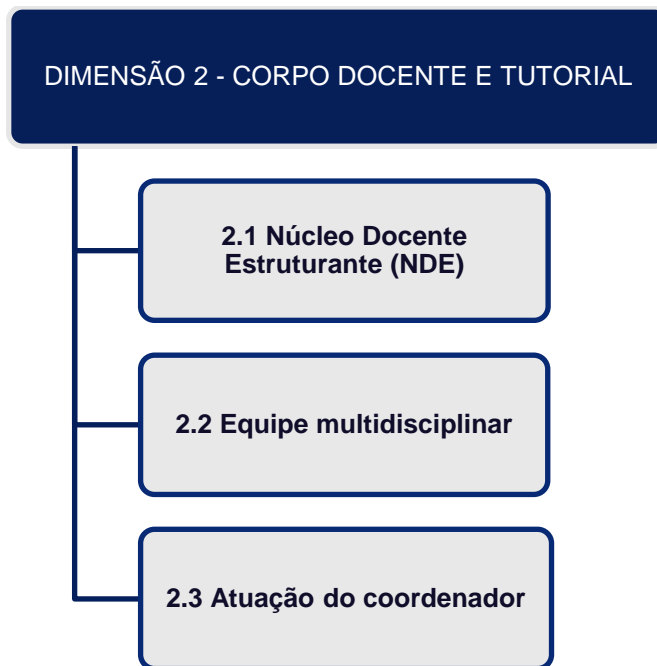 DIMENSÃO 2 - CORPO DOCENTE E TUTORIAL
2.1 Núcleo Docente
Estruturante (NDE)
2.2 Equipe multidisciplinar
2.3 Atuação do coordenador